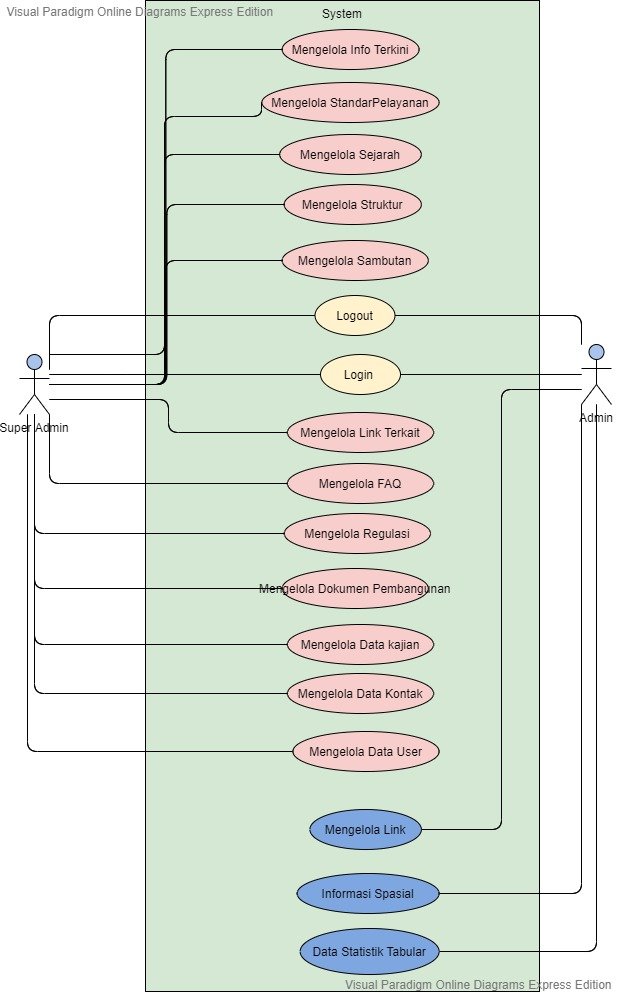 Visual Paradigm Online Diagrams Express Edition
System
Mengelola Info Terkini
Mengelola StandarPelayanan
Mengelola Sejarah
Mengelola Struktur
Mengelola Sambutan
Logout
Login
Super Admin
Admin
Mengelola Link Terkait
Mengelola FAQ
Mengelola Regulasi
Mengelola Dokumen Pembangunan
Mengelola Data kajian
Mengelola Data Kontak
Mengelola Data User
Mengelola Link
Informasi Spasial
Data Statistik Tabular
Visual Paradigm Online Diagrams Express Edition